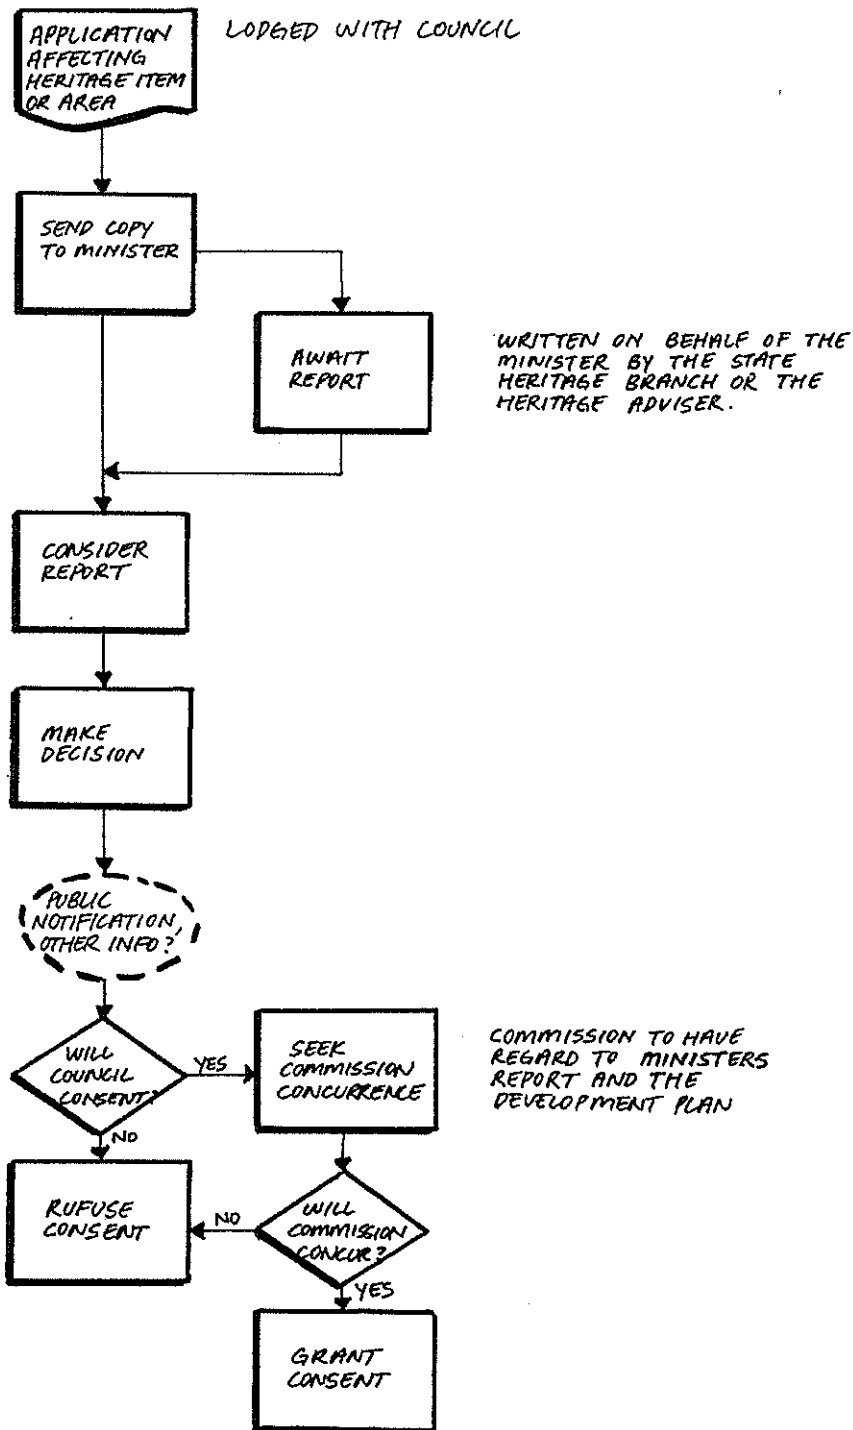 APPLICATION
AFFECTING
HERITAGE ITEM
OR AREA
LODGED WITH COUNCIL
SEND COPY
TO MINISTER
AWAIT
REPORT
WRITTEN ON BEHALF OF THE
MINISTER BY THE STATE
HERITAGE BRANCH OR THE
HERITAGE ADVISER.
CONSIDER
REPORT
MAKE
DECISION
PUBLIC
NOTIFICATION,
OTHER INFO?
WILL
COUNCIL
CONSENT?
YES
NO
SEEK
COMMISSION
CONCURRENCE
COMMISSION TO HAVE
REGARD TO MINISTERS
REPORT AND THE
DEVELOPMENT PLAN
RUFUSE
CONSENT
NO
WILL
COMMISSION
CONCUR?
YES
GRANT
CONSENT